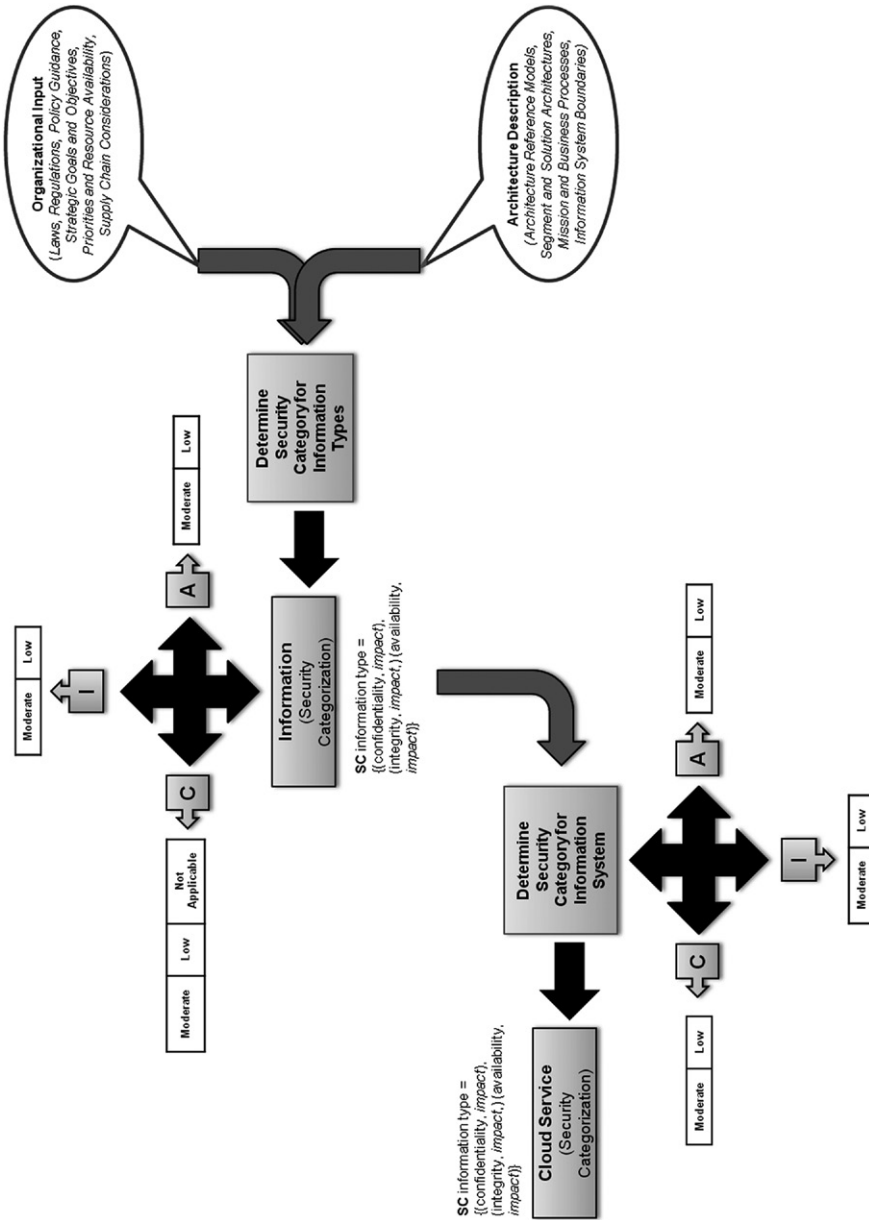 Organizational Input
(Laws, Regulations, Policy Guidance,
Strategic Goals and Objectives,
Priorities and Resource Availability,
Supply Chain Considerations)
Architecture Description
(Architecture Reference Models,
Segment and Solution Architectures,
Mission and Business Processes,
Information System Boundaries)
Determine
Security
Categoryfor
Information
Types
Moderate Low
I
Moderate Low Not
Applicable
C
A
Moderate Low
Information
(Security
Categorization)
SC information type =
{(confidentiality, impact),
(integrity, impact,) (availability,
impact)}
Determine
Security
Categoryfor
Information
System
Moderate Low
C
A
Moderate Low
I
Moderate Low
SC information type =
{(confidentiality, impact),
(integrity, impact,) (availability,
impact)}
Cloud Service
(Security
Categorization)